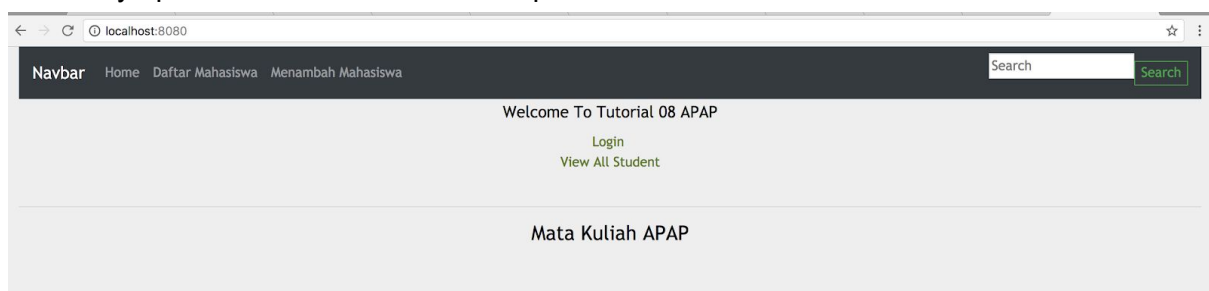 localhost:8080
Navbar Home Daftar Mahasiswa Menambah Mahasiswa Search Search
Welcome To Tutorial 08 APAP
Login
View All Student
Mata Kuliah APAP